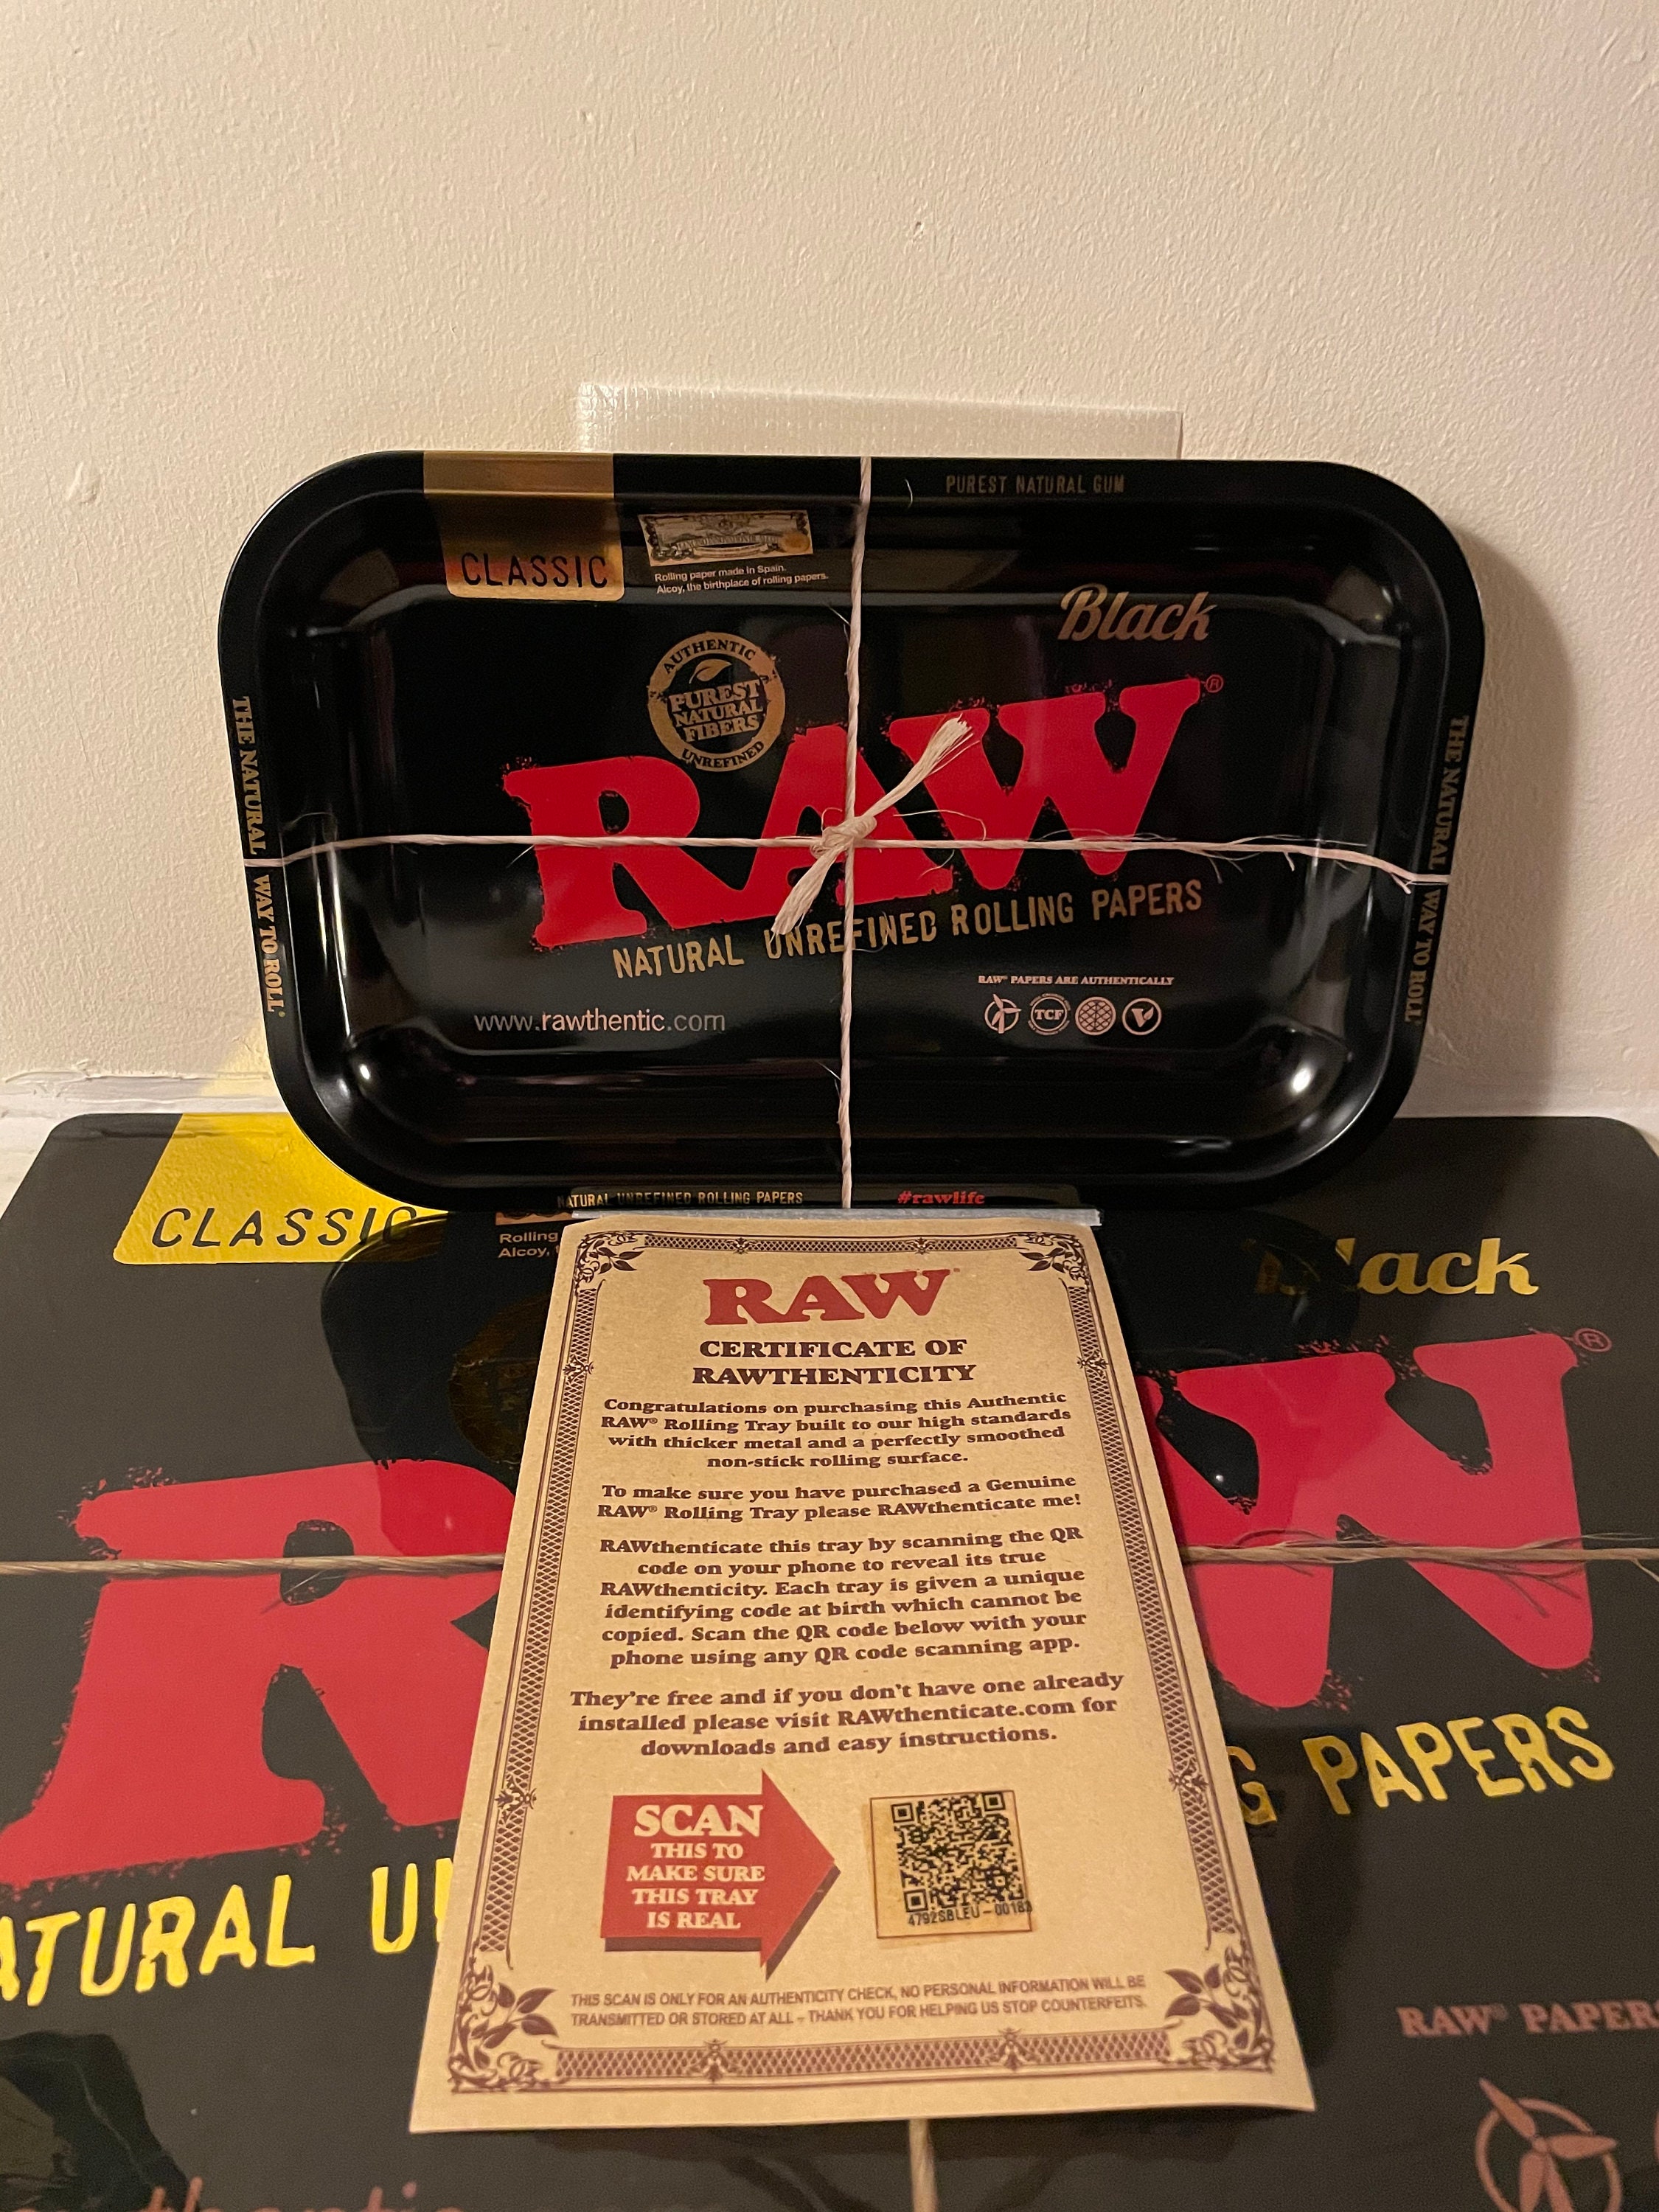 PUREST NATURAL GUM
CLASSIC
Rolling paper made in Spain.
Alcoy, the birthplace of rolling papers.
Black
AUTHENTIC
PUREST
NATURAL
FIBERS
UNREFINED
RAW®
NATURAL UNREFINED ROLLING PAPERS
THE NATURAL WAY TO ROLL
THE NATURAL WAY TO ROLL
RAW® PAPERS ARE AUTHENTICALLY
www.rawthentic.com
TCF
V
NATURAL UNREFINED ROLLING PAPERS
#rawlife
CLASSIC
Rolling
Alcoy,
lack
RAW
CERTIFICATE OF
RAWTHENTICITY
Congratulations on purchasing this Authentic
RAW® Rolling Tray built to our high standards
with thicker metal and a perfectly smoothed
non-stick rolling surface.
To make sure you have purchased a Genuine
RAW® Rolling Tray please RAWthenticate me!
RAWthenticate this tray by scanning the QR
code on your phone to reveal its true
RAWthenticity. Each tray is given a unique
identifying code at birth which cannot be
copied. Scan the QR code below with your
phone using any QR code scanning app.
They're free and if you don't have one already
installed please visit RAWthenticate.com for
downloads and easy instructions.
SCAN
THIS TO
MAKE SURE
THIS TRAY
IS REAL
4792SBLEU-00183
THIS SCAN IS ONLY FOR AN AUTHENTICITY CHECK, NO PERSONAL INFORMATION WILL BE
TRANSMITTED OR STORED AT ALL – THANK YOU FOR HELPING US STOP COUNTERFEITS.
R W®
ATURAL U G PAPERS
RAW® PAPERS